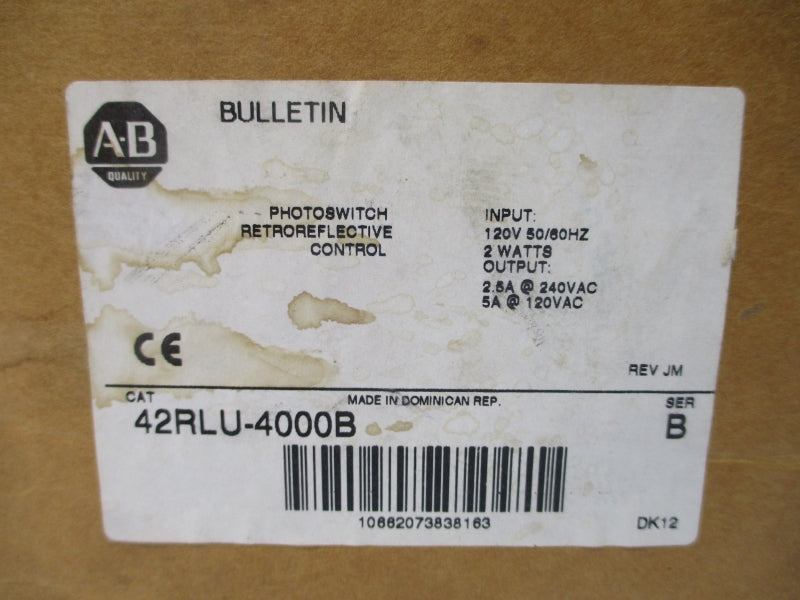 A-B
QUALITY
BULLETIN
PHOTOSWITCH
RETROREFLECTIVE
CONTROL
INPUT:
120V 50/60HZ
2 WATTS
OUTPUT:
2.5A @ 240VAC
5A @ 120VAC
CE
REV JM
CAT
MADE IN DOMINICAN REP.
SER
42RLU-4000B
B
10662073838163
DK12